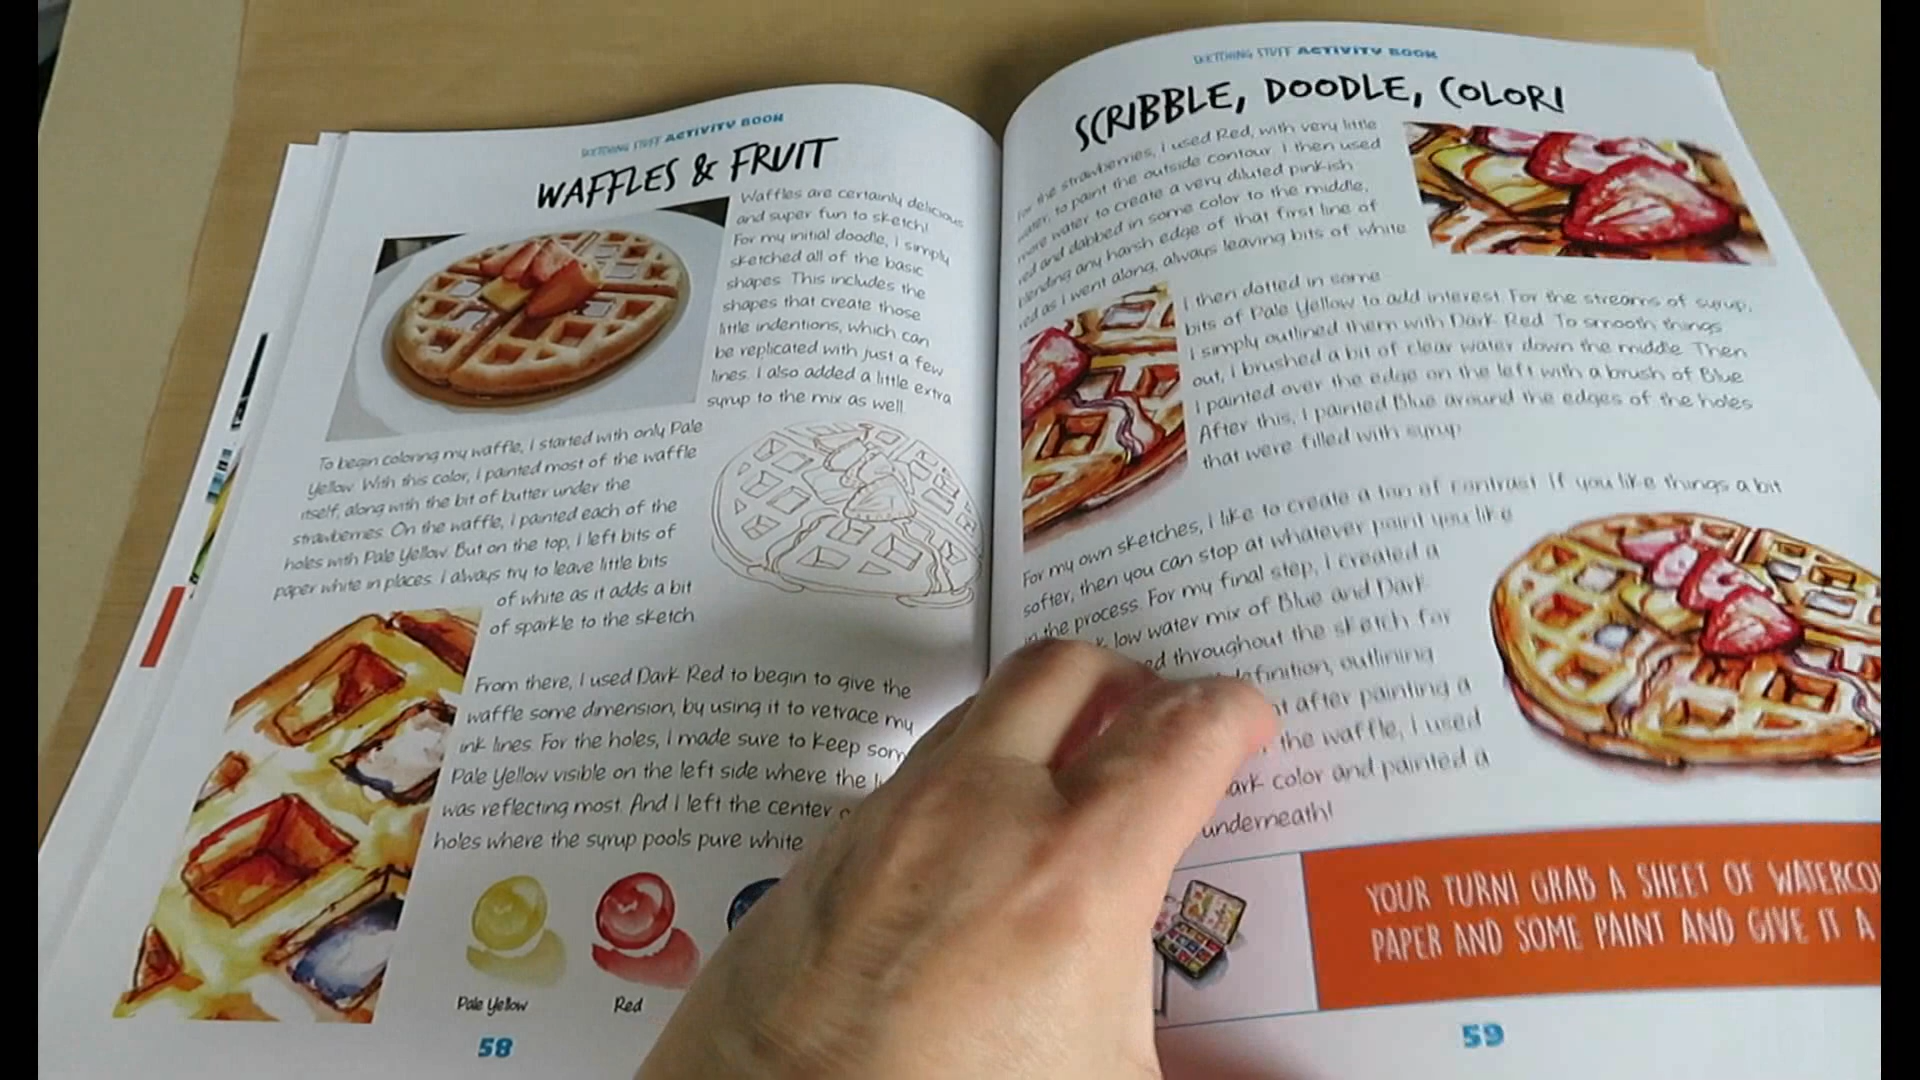 SKETCHING STUFF ACTIVITY BOOK
WAFFLES & FRUIT
Waffles are certainly delicious
and super fun to sketch!
For my initial doodle, I simply
sketched all of the basic
shapes. This includes the
shapes that create those
little indentions, which can
be replicated with just a few
lines. I also added a little extra
syrup to the mix as well.
To begin coloring my waffle, I started with only Pale
Yellow. With this color, I painted most of the waffle
itself, along with the bit of butter under the
strawberries. On the waffle, I painted each of the
holes with Pale Yellow. But on the top, I left bits of
paper white in places. I always try to leave little bits
of white as it adds a bit
of sparkle to the sketch.
From there, I used Dark Red to begin to give the
waffle some dimension, by using it to retrace my
ink lines. For the holes, I made sure to keep som
Pale Yellow visible on the left side where the
was reflecting most. And I left the center
holes where the syrup pools pure white.
Pale Yellow
Red
58
SKETCHING STUFF ACTIVITY BOOK
SCRIBBLE, DOODLE, COLOR!
For the strawberries, I used Red, with very little
water, to paint the outside contour. I then used
more water to create a very diluted pinkish
red and dabbed in some color to the middle,
blending any harsh edge of that first line of
red as I went along, always leaving bits of white.
I then dotted in some
bits of Pale Yellow to add interest. For the streams of syrup,
I simply outlined them with Dark Red. To smooth things
out, I brushed a bit of clear water down the middle. Then
I painted over the edge on the left with a brush of Blue.
After this, I painted Blue around the edges of the holes
that were filled with syrup.
For my own sketches, I like to create a ton of contrast. If you like things a bit
softer, then you can stop at whatever point you like
in the process. For my final step, I created a
low water mix of Blue and Dark
ed throughout the sketch for
definition, outlining
after painting a
the waffle, I used
ark color and painted a
underneath!
YOUR TURN! GRAB A SHEET OF WATERCO
PAPER AND SOME PAINT AND GIVE IT A
59